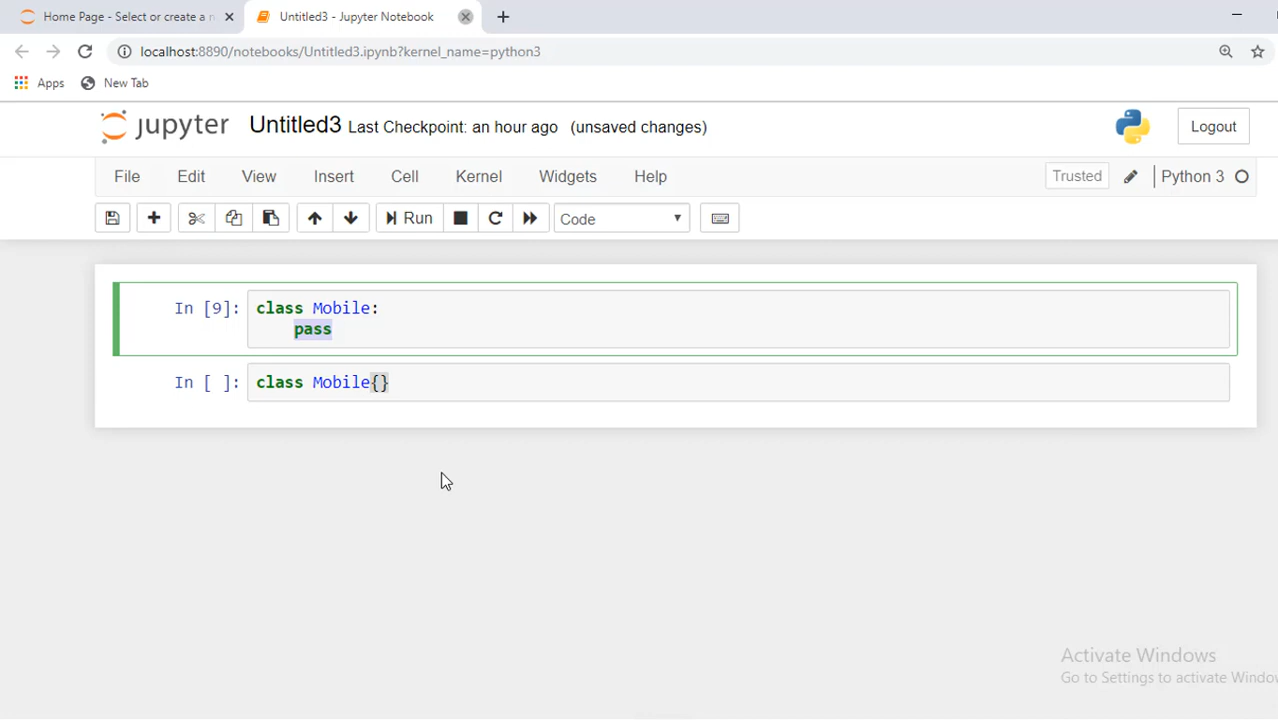 Home Page - Select or create a n
Untitled3 - Jupyter Notebook
localhost:8890/notebooks/Untitled3.ipynb?kernel_name=python3
Apps New Tab
jupyter Untitled3 Last Checkpoint: an hour ago (unsaved changes) Logout
File Edit View Insert Cell Kernel Widgets Help Trusted Python 3
Run Code
In [9]: class Mobile:
pass
In [ ]: class Mobile{}
Activate Windows
Go to Settings to activate Windo